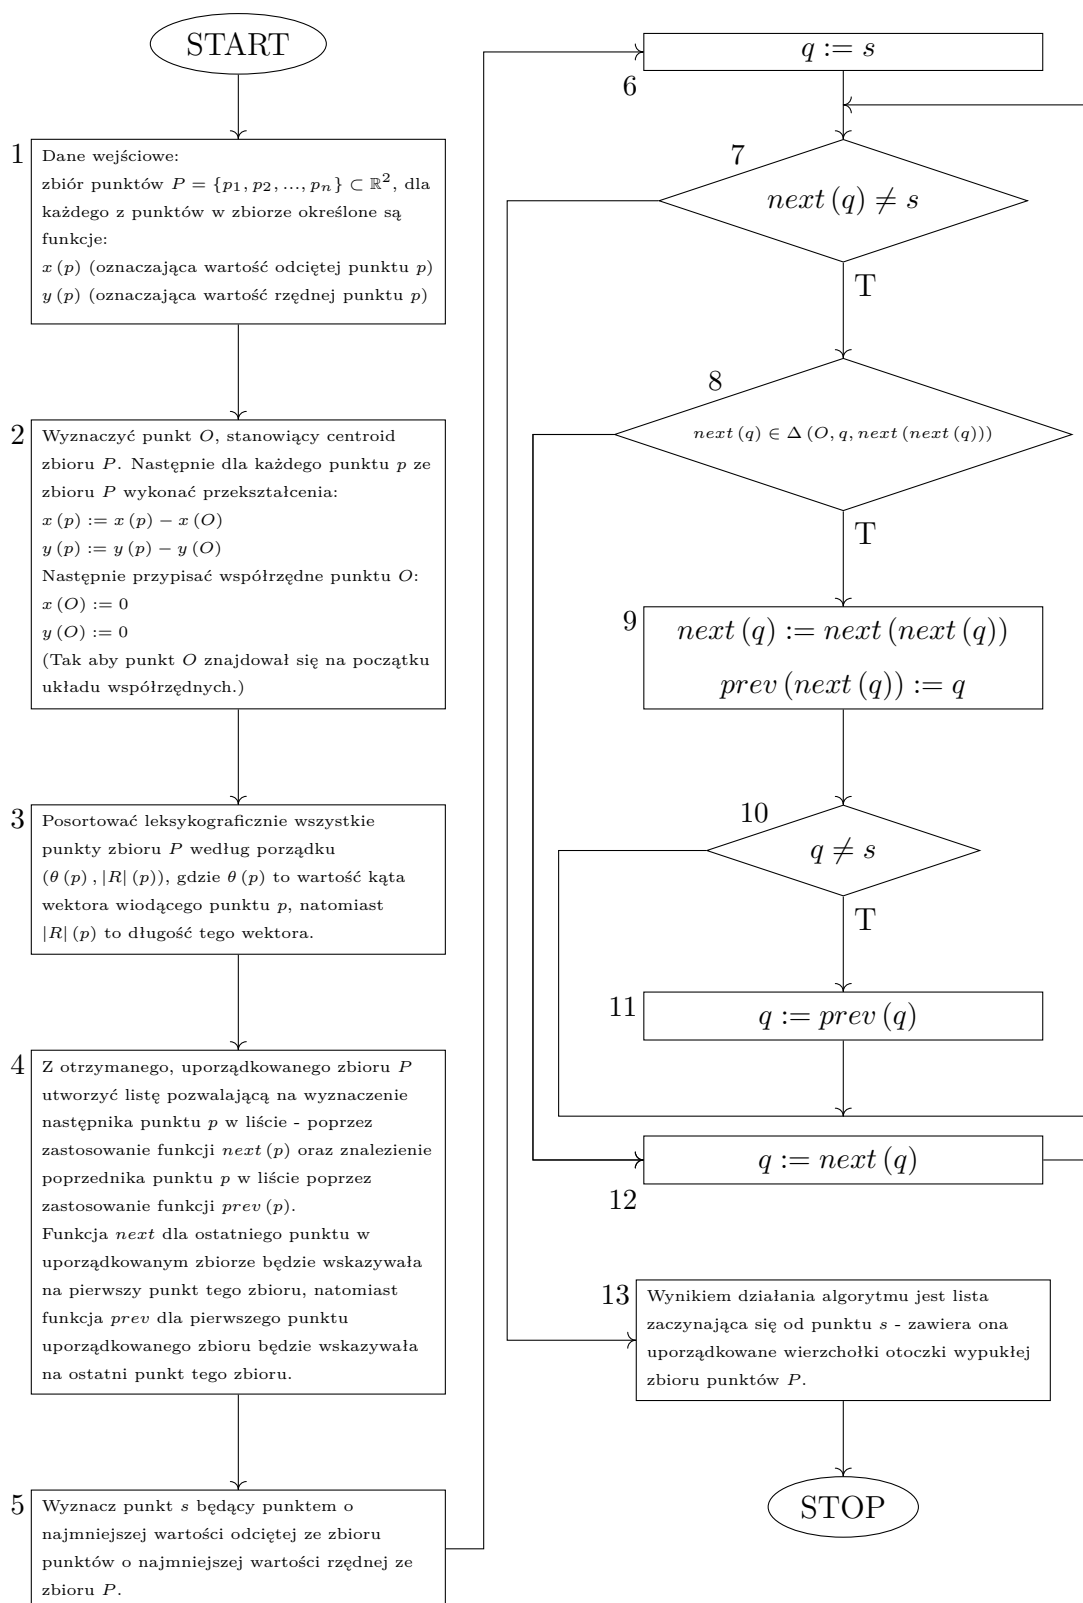 START
1
Dane wejściowe:
zbiór punktów P = {p₁, p₂, ..., pₙ} ⊂ ℝ², dla
każdego z punktów w zbiorze określone są
funkcje:
x (p) (oznaczająca wartość odciętej punktu p)
y (p) (oznaczająca wartość rzędnej punktu p)
2
Wyznaczyć punkt O, stanowiący centroid
zbioru P. Następnie dla każdego punktu p ze
zbioru P wykonać przekształcenia:
x (p) := x (p) − x (O)
y (p) := y (p) − y (O)
Następnie przypisać współrzędne punktu O:
x (O) := 0
y (O) := 0
(Tak aby punkt O znajdował się na początku
układu współrzędnych.)
3
Posortować leksykograficznie wszystkie
punkty zbioru P według porządku
(θ (p) , |R| (p)), gdzie θ (p) to wartość kąta
wektora wiodącego punktu p, natomiast
|R| (p) to długość tego wektora.
4
Z otrzymanego, uporządkowanego zbioru P
utworzyć listę pozwalającą na wyznaczenie
następnika punktu p w liście - poprzez
zastosowanie funkcji next (p) oraz znalezienie
poprzednika punktu p w liście poprzez
zastosowanie funkcji prev (p).
Funkcja next dla ostatniego punktu w
uporządkowanym zbiorze będzie wskazywała
na pierwszy punkt tego zbioru, natomiast
funkcja prev dla pierwszego punktu
uporządkowanego zbioru będzie wskazywała
na ostatni punkt tego zbioru.
5
Wyznacz punkt s będący punktem o
najmniejszej wartości odciętej ze zbioru
punktów o najmniejszej wartości rzędnej ze
zbioru P.
q := s
6
7
next (q) ≠ s
T
8
next (q) ∈ Δ (O, q, next (next (q)))
T
9
next (q) := next (next (q))
prev (next (q)) := q
10
q ≠ s
T
11
q := prev (q)
q := next (q)
12
13
Wynikiem działania algorytmu jest lista
zaczynająca się od punktu s - zawiera ona
uporządkowane wierzchołki otoczki wypukłej
zbioru punktów P.
STOP